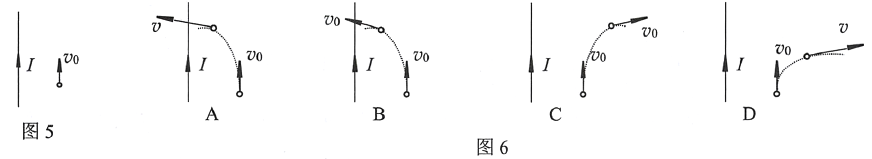 I v₀
图 5
v I v₀
A
v₀ I v₀
B
I v₀ v₀
C
I v₀ v
D
图 6